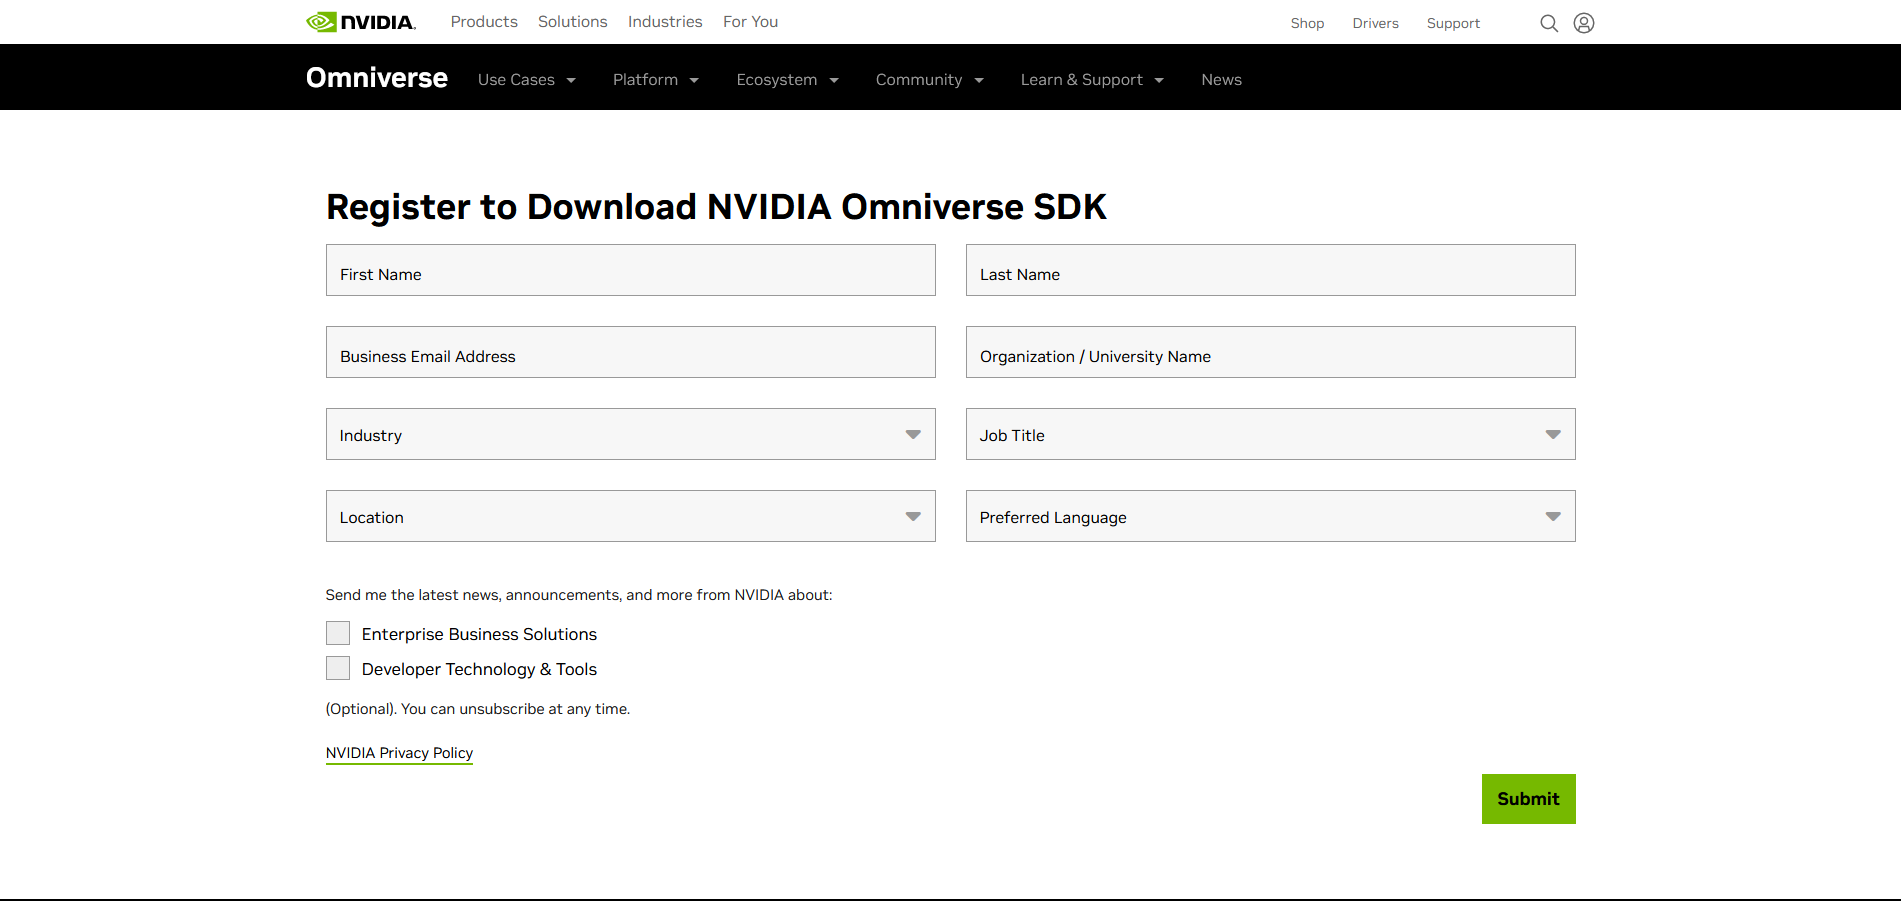 NVIDIA. Products Solutions Industries For You Shop Drivers Support
Omniverse Use Cases Platform Ecosystem Community Learn & Support News
Register to Download NVIDIA Omniverse SDK
First Name Last Name
Business Email Address Organization / University Name
Industry Job Title
Location Preferred Language
Send me the latest news, announcements, and more from NVIDIA about:
Enterprise Business Solutions
Developer Technology & Tools
(Optional). You can unsubscribe at any time.
NVIDIA Privacy Policy
Submit